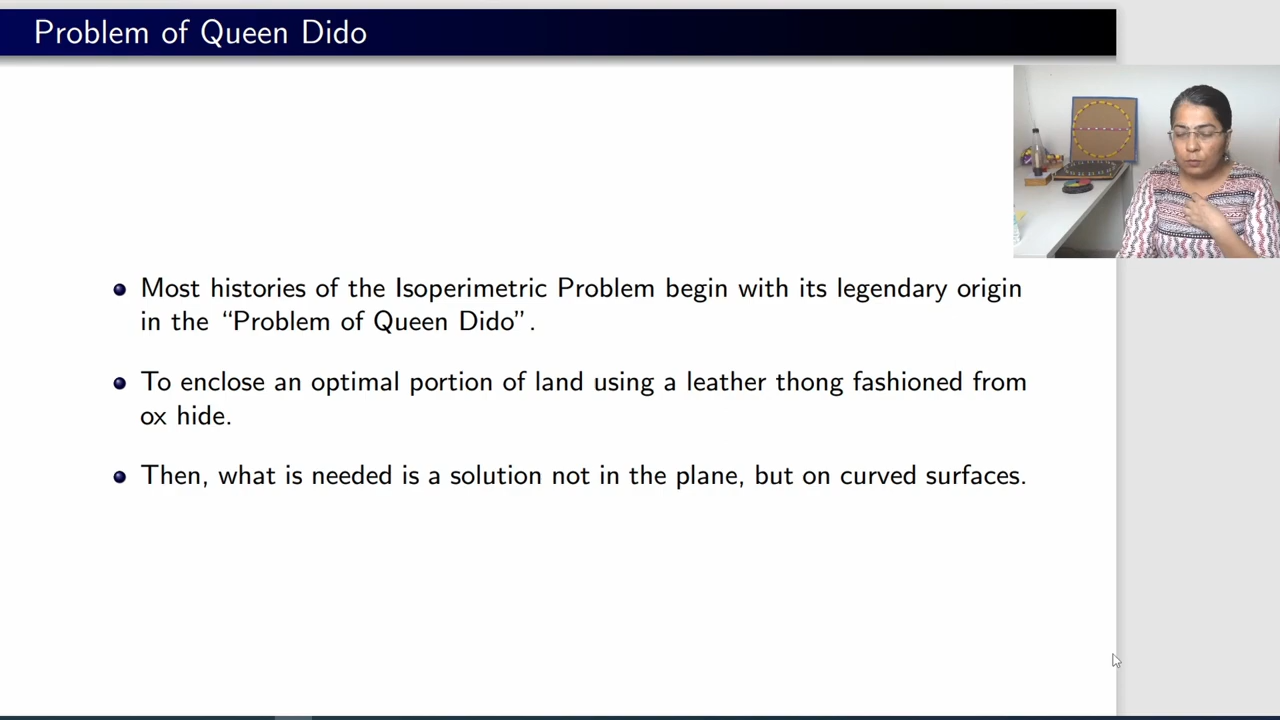 Problem of Queen Dido
Most histories of the Isoperimetric Problem begin with its legendary origin
in the “Problem of Queen Dido”.
To enclose an optimal portion of land using a leather thong fashioned from
ox hide.
Then, what is needed is a solution not in the plane, but on curved surfaces.